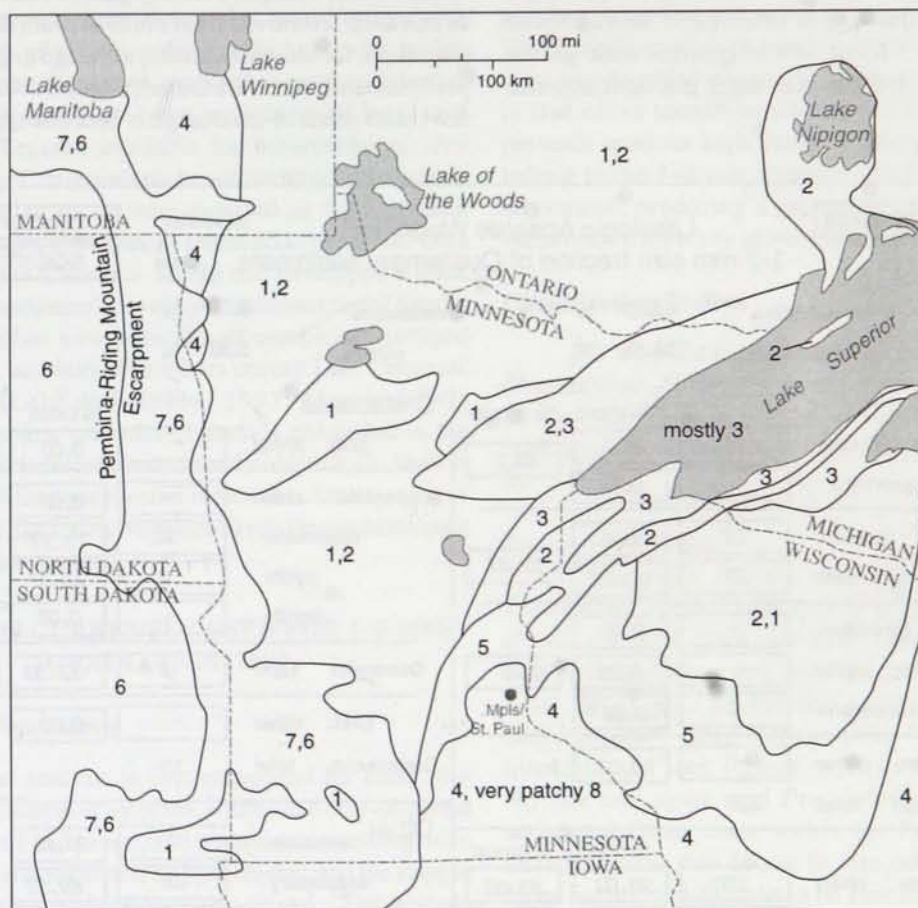 0 100 mi
0 100 km
Lake
Manitoba
Lake
Winnipeg
7,6
4
1,2
Lake
Nipigon
2
Lake of
the Woods
MANITOBA
4
1,2
ONTARIO
MINNESOTA
Pembina-Riding Mountain
Escarpment
6
4
7,6
1
1
2,3
2
Lake Superior
mostly 3
3
3
3
3
2
2
1,2
MICHIGAN
WISCONSIN
NORTH DAKOTA
SOUTH DAKOTA
2,1
5
6
Mpls/
St. Paul
4
5
7,6
4, very patchy 8
4
7,6
1
1
4
MINNESOTA
IOWA